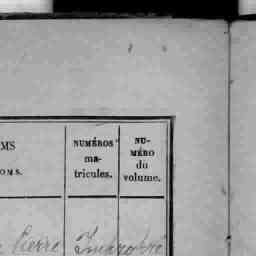 MS
OMS.
NUMÉROS
ma-
tricules.
NU-
MÉRO
du
volume.
Pierre